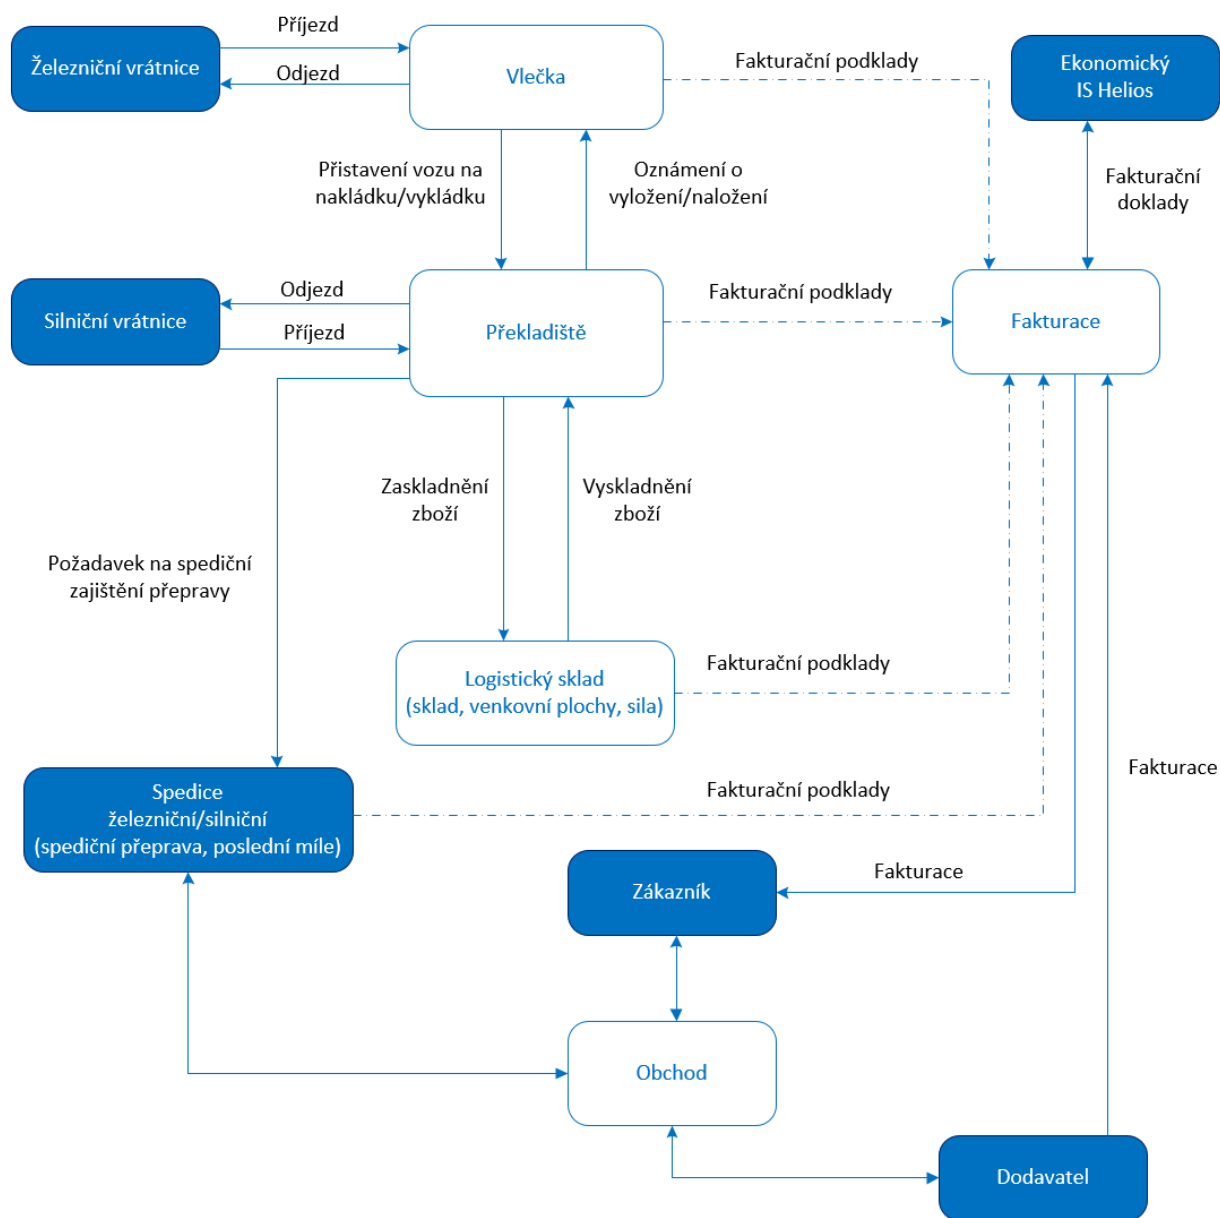 Příjezd
Železniční vrátnice
Odjezd
Vlečka
Fakturační podklady
Ekonomický
IS Helios
Přistavení vozu na
nakládku/vykládku
Oznámení o
vyložení/naložení
Fakturační
doklady
Silniční vrátnice
Odjezd
Příjezd
Překladiště
Fakturační podklady
Fakturace
Zaskladnění
zboží
Vyskladnění
zboží
Požadavek na spediční
zajištění přepravy
Logistický sklad
(sklad, venkovní plochy, sila)
Fakturační podklady
Fakturace
Spedice
železniční/silniční
(spediční přeprava, poslední míle)
Fakturační podklady
Zákazník
Fakturace
Obchod
Dodavatel